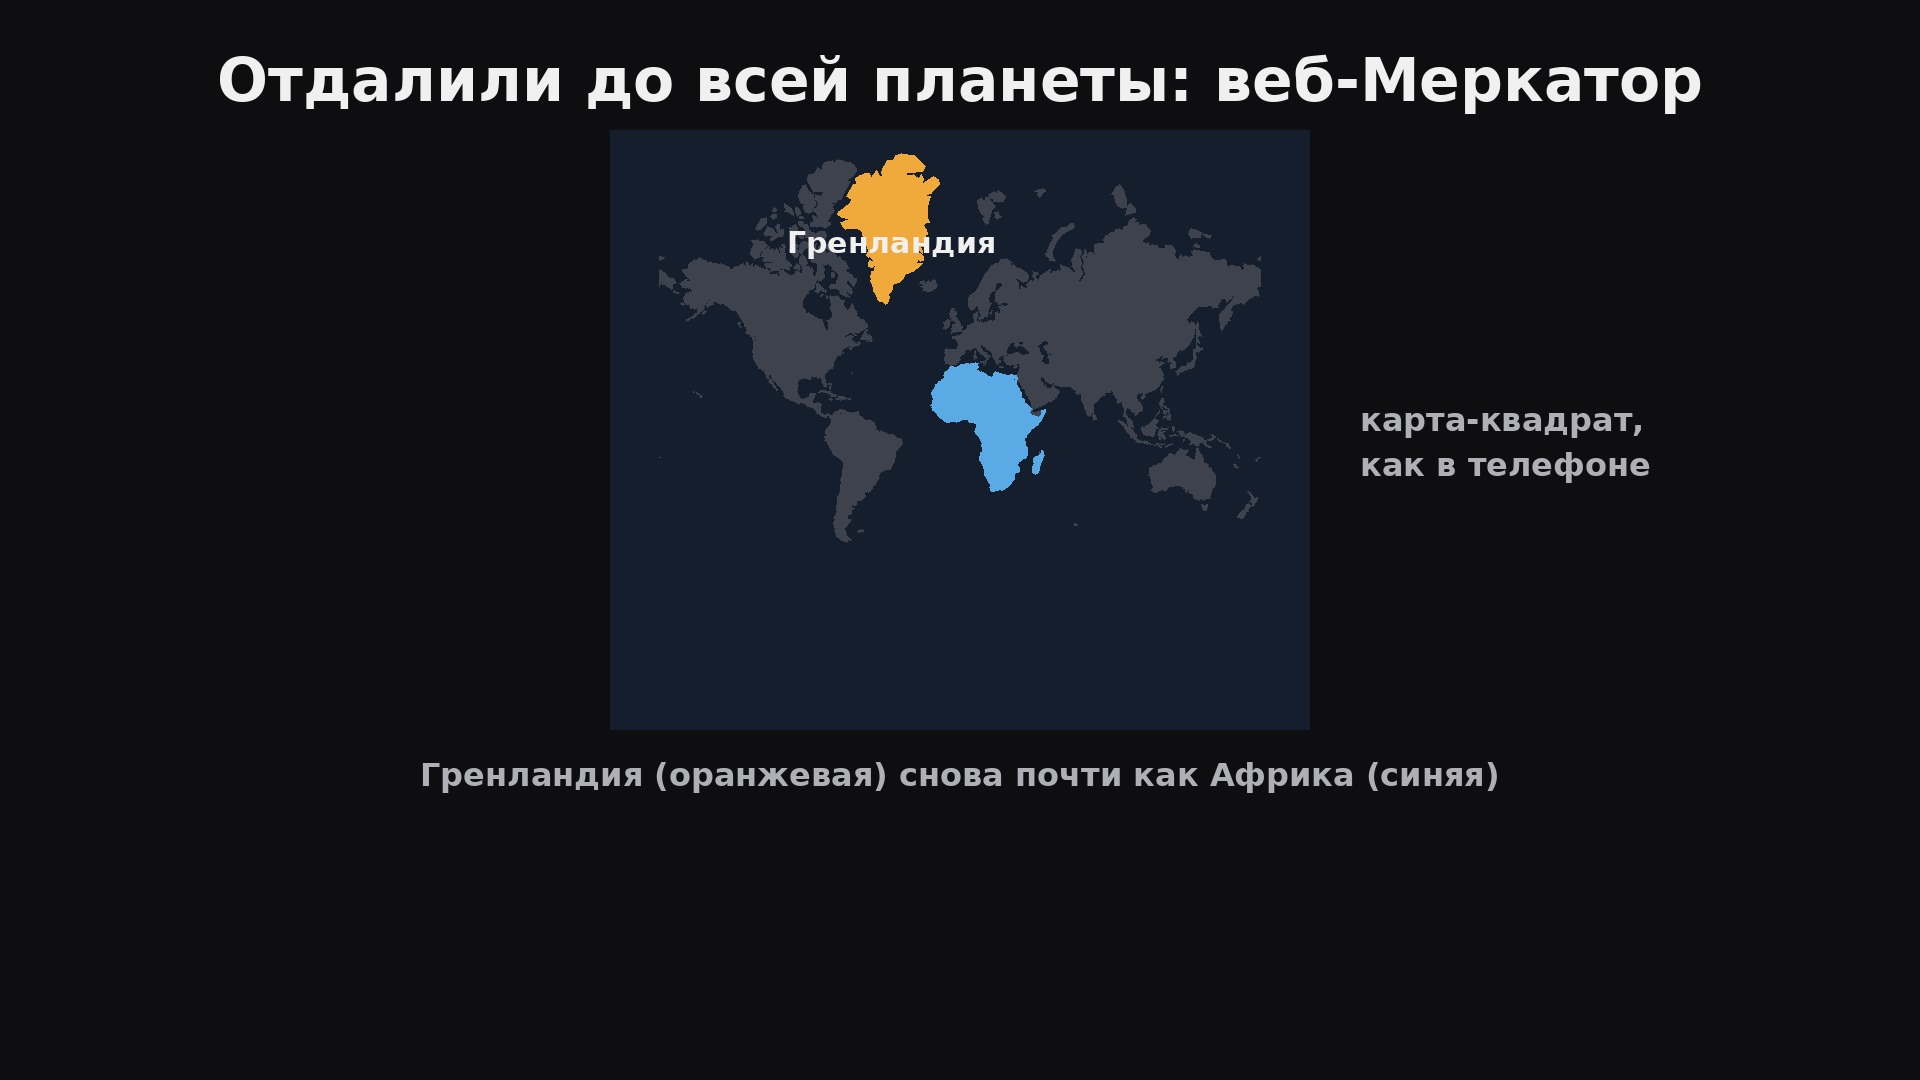 Отдалили до всей планеты: веб-Меркатор
Гренландия
карта-квадрат,
как в телефоне
Гренландия (оранжевая) снова почти как Африка (синяя)